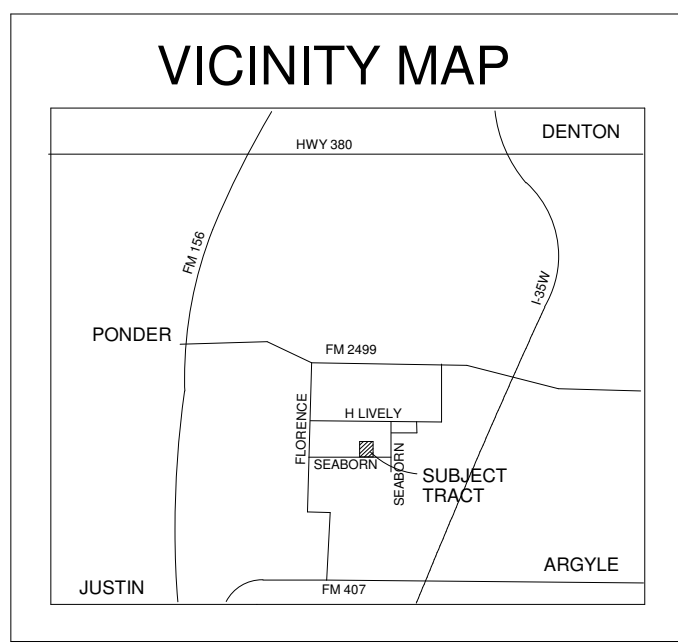 VICINITY MAP
DENTON
HWY 380
FM 156
I-35W
PONDER
FM 2499
FLORENCE
H LIVELY
SEABORN
SEABORN
SUBJECT
TRACT
ARGYLE
JUSTIN
FM 407